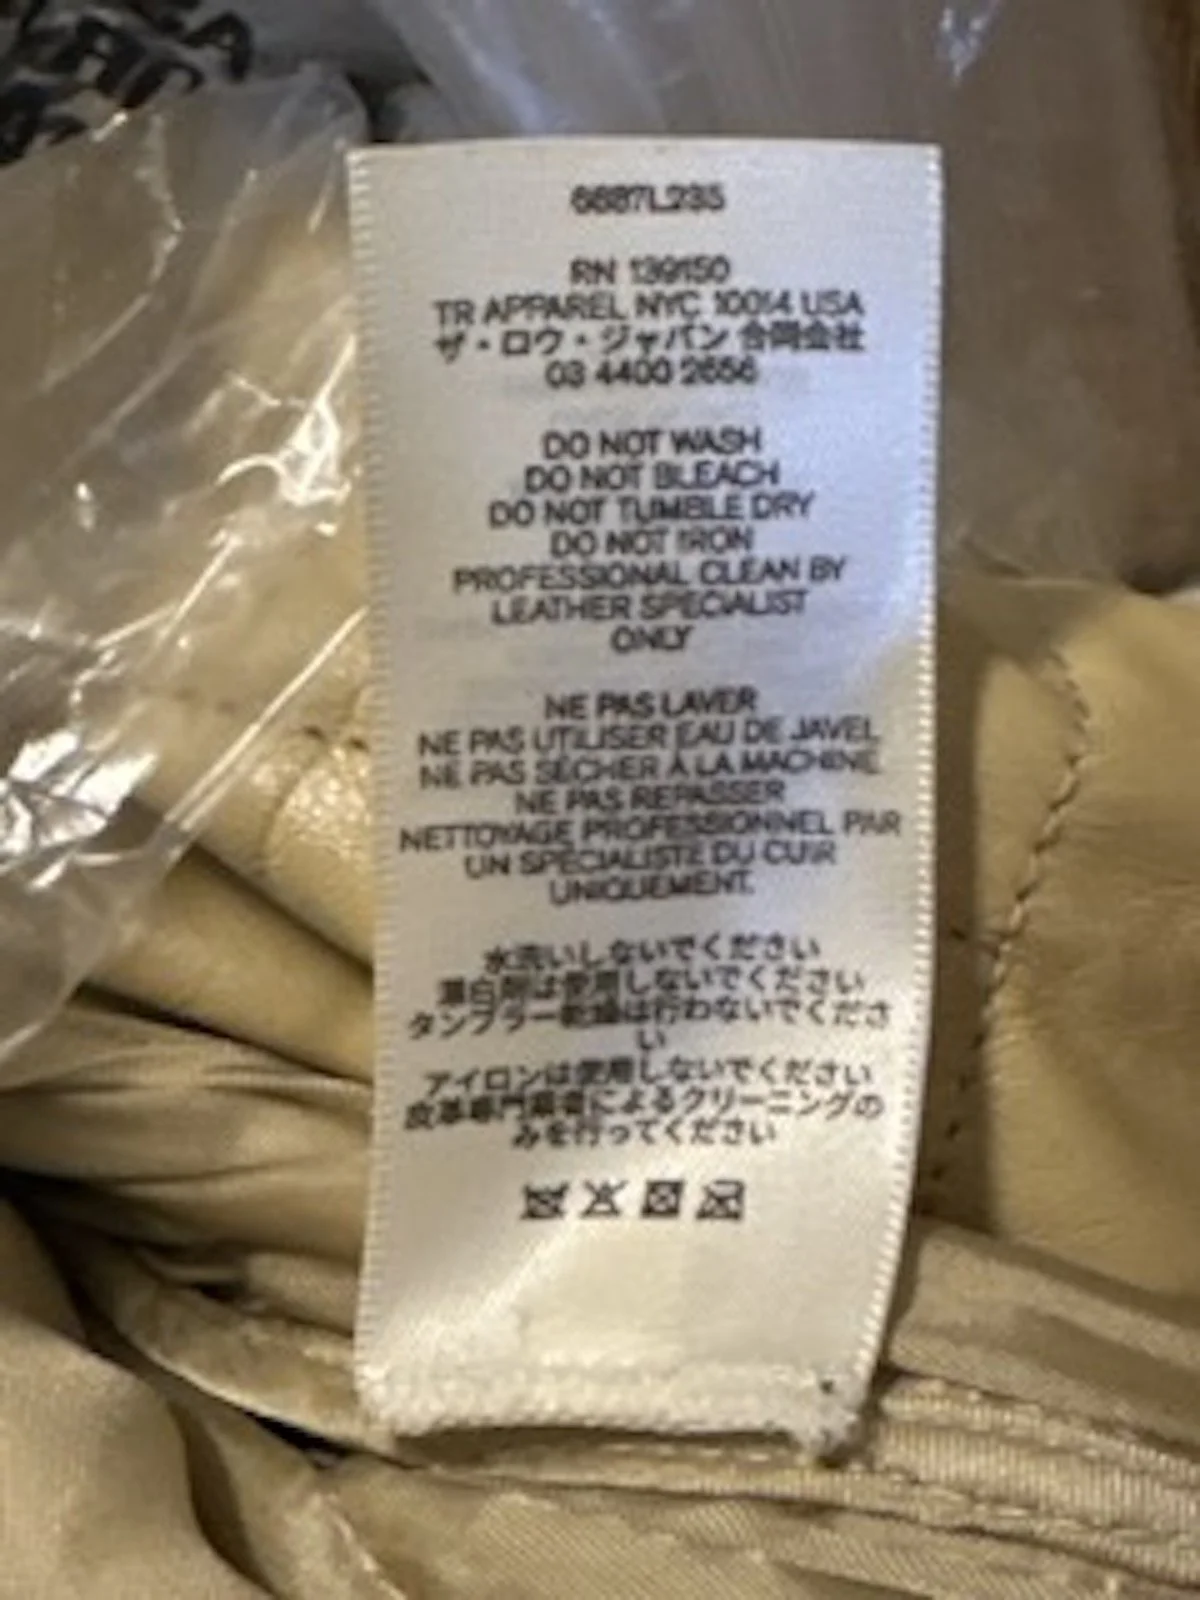 6687L235
RN 139150
TR APPAREL NYC 10014 USA
ザ・ロウ・ジャパン 合同会社
03 4400 2656
DO NOT WASH
DO NOT BLEACH
DO NOT TUMBLE DRY
DO NOT IRON
PROFESSIONAL CLEAN BY
LEATHER SPECIALIST
ONLY
NE PAS LAVER
NE PAS UTILISER EAU DE JAVEL
NE PAS SÉCHER À LA MACHINE
NE PAS REPASSER
NETTOYAGE PROFESSIONNEL PAR
UN SPÉCIALISTE DU CUIR
UNIQUEMENT.
水洗いしないでください
漂白剤は使用しないでください
タンブラー乾燥は行わないでくださ
い
アイロンは使用しないでください
皮革専門業者によるクリーニングの
みを行ってください